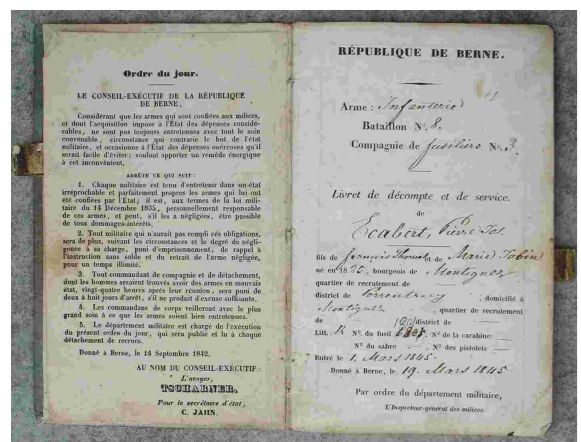 Ordre du jour.
LE CONSEIL-EXÉCUTIF DE LA RÉPUBLIQUE
DE BERNE,
Considérant que les armes qui sont confiées aux milices,
et dont l'acquisition impose à l'État des dépenses considé-
rables, ne sont pas toujours entretenues avec tout le soin
convenable, circonstance qui contrarie le but de l'état
militaire, et occasionne à l'État des dépenses onéreuses qu'il
serait facile d'éviter; voulant apporter un remède énergique
à cet inconvénient,
ARRÊTE CE QUI SUIT:
1. Chaque militaire est tenu d'entretenir dans un état
irréprochable et parfaitement propres les armes qui lui ont
été confiées par l'État; il est, aux termes de la loi mili-
taire du 14 Décembre 1835, personnellement responsable
de ces armes, et peut, s'il les a négligées, être passible
de tous dommages-intérêts.
2. Tout militaire qui n'aurait pas rempli ces obligations,
sera de plus, suivant les circonstances et le degré de négli-
gence à sa charge, puni d'emprisonnement, de rappel à
l'instruction sans solde et du retrait de l'arme négligée,
pour un temps illimité.
3. Tout commandant de compagnie et de détachement,
dont les hommes seraient trouvés avoir des armes en mauvais
état, vingt-quatre heures après leur réunion, sera puni de
deux à huit jours d'arrêt, s'il ne produit d'excuse suffisante.
4. Les commandans de corps veilleront avec le plus
grand soin à ce que les armes soient bien entretenues.
5. Le département militaire est chargé de l'exécution
du présent ordre du jour, qui sera publié et lu à chaque
détachement de recrues.
Donné à Berne, le 14 Septembre 1842.
AU NOM DU CONSEIL-EXÉCUTIF:
L'avoyer,
TSCHARNER.
Pour le secrétaire d'état,
C. JAHN.
RÉPUBLIQUE DE BERNE.
Arme: Infanterie
Bataillon N°. 8.
Compagnie de fusiliers N°. 3.
Livret de décompte et de service.
de
Ecabert, Pierre Jos.
fils de françois Thomas et de Marie
né en 18 bourgeois de Montignez
quartier de recrutement de
district de Porrentruy; domicilié à
Montignez, quartier de recrutement
de district de
Litt. R N°. du fusil N°. de la carabine
N°. du sabre N°. des pistolets
Entré le 1. Mars 1845.
Donné à Berne, le 19. Mars 1845
Par ordre du département militaire,
L'Inspecteur-général des milices.